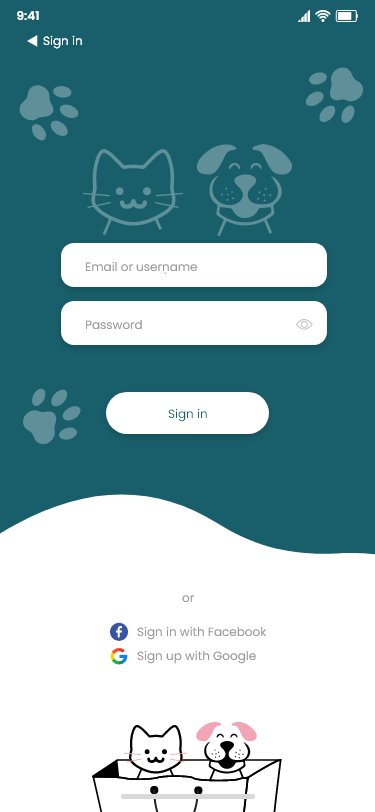 9:41
Sign in
Email or username
Password
Sign in
or
Sign in with Facebook
Sign up with Google